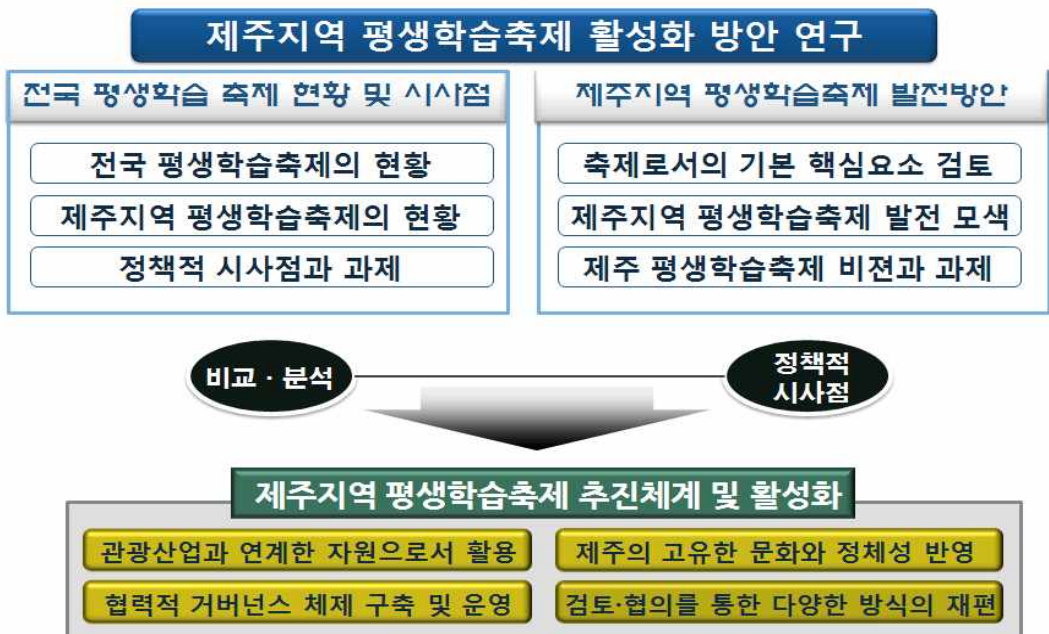 제주지역 평생학습축제 활성화 방안 연구
전국 평생학습 축제 현황 및 시사점
전국 평생학습축제의 현황
제주지역 평생학습축제의 현황
정책적 시사점과 과제
제주지역 평생학습축제 발전방안
축제로서의 기본 핵심요소 검토
제주지역 평생학습축제 발전 모색
제주 평생학습축제 비젼과 과제
비교 · 분석
정책적
시사점
제주지역 평생학습축제 추진체계 및 활성화
관광산업과 연계한 자원으로서 활용
제주의 고유한 문화와 정체성 반영
협력적 거버넌스 체제 구축 및 운영
검토·협의를 통한 다양한 방식의 재편